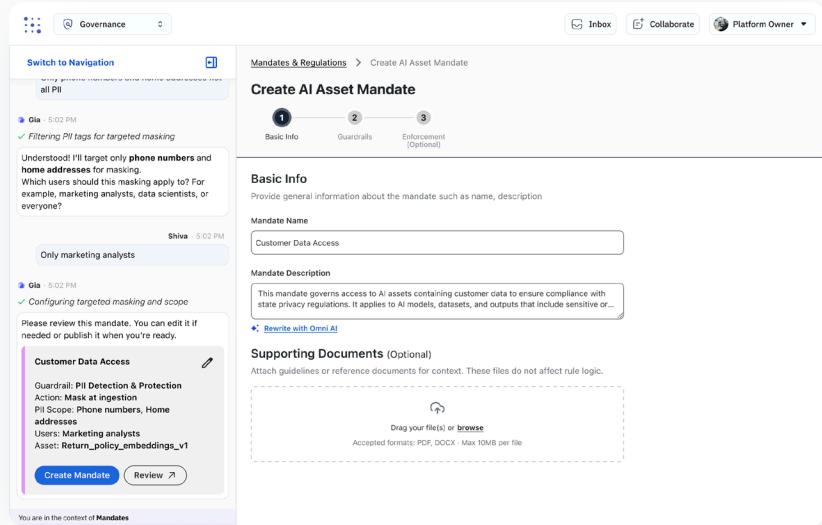 Governance
Inbox
Collaborate
Platform Owner
Switch to Navigation
all PII
Gia · 5:02 PM
Filtering PII tags for targeted masking
Understood! I'll target only phone numbers and
home addresses for masking.
Which users should this masking apply to? For
example, marketing analysts, data scientists, or
everyone?
Shiva · 5:02 PM
Only marketing analysts
Gia · 5:02 PM
Configuring targeted masking and scope
Please review this mandate. You can edit it if
needed or publish it when you're ready.
Customer Data Access
Guardrail: PII Detection & Protection
Action: Mask at ingestion
PII Scope: Phone numbers, Home
addresses
Users: Marketing analysts
Asset: Return_policy_embeddings_v1
Create Mandate
Review
You are in the context of Mandates
Mandates & Regulations > Create AI Asset Mandate
Create AI Asset Mandate
1 2 3
Basic Info Guardrails Enforcement
(Optional)
Basic Info
Provide general information about the mandate such as name, description
Mandate Name
Customer Data Access
Mandate Description
This mandate governs access to AI assets containing customer data to ensure compliance with
state privacy regulations. It applies to AI models, datasets, and outputs that include sensitive or...
Rewrite with Omni AI
Supporting Documents (Optional)
Attach guidelines or reference documents for context. These files do not affect rule logic.
Drag your file(s) or browse
Accepted formats: PDF, DOCX · Max 10MB per file